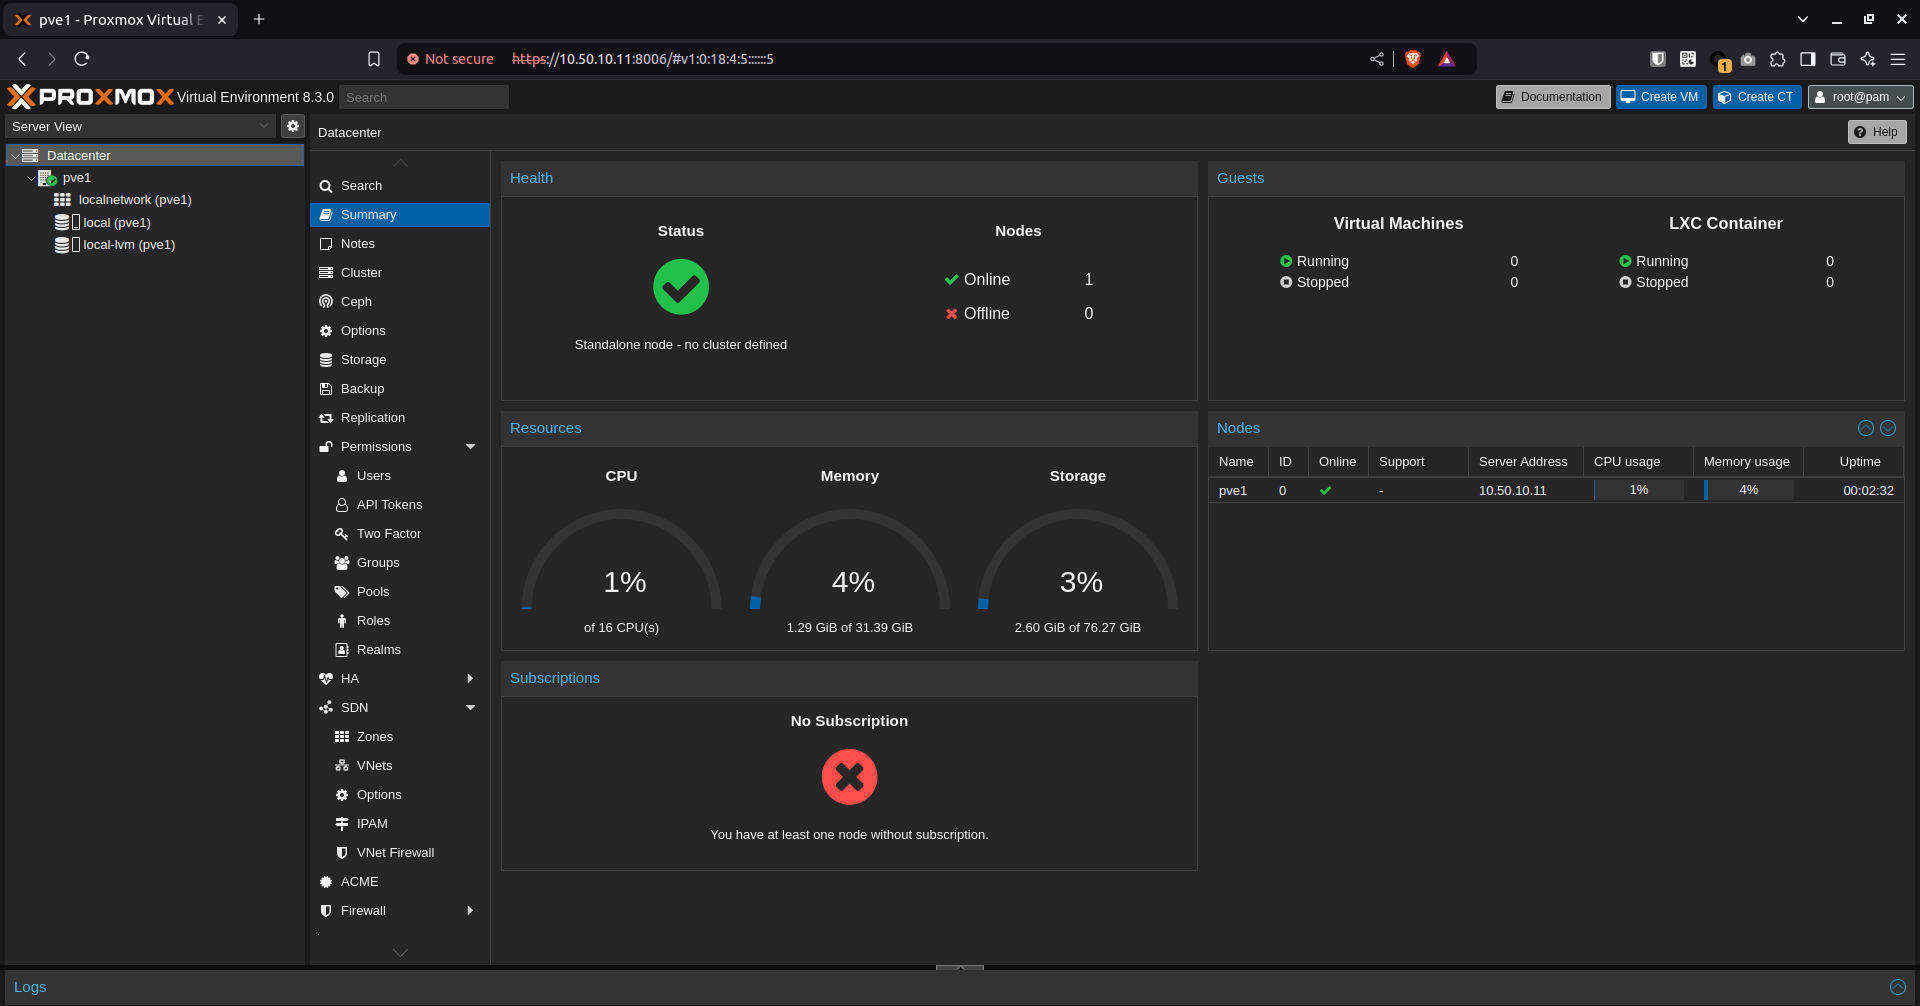 pve1 - Proxmox Virtual E
Not secure https://10.50.10.11:8006/#v1:0:18:4:5::::::5
1
PROXMOX Virtual Environment 8.3.0 Search
Documentation Create VM Create CT root@pam
Server View
Datacenter
Help
Datacenter
pve1
localnetwork (pve1)
local (pve1)
local-lvm (pve1)
Search
Summary
Notes
Cluster
Ceph
Options
Storage
Backup
Replication
Permissions
Users
API Tokens
Two Factor
Groups
Pools
Roles
Realms
HA
SDN
Zones
VNets
Options
IPAM
VNet Firewall
ACME
Firewall
Health
Status
Standalone node - no cluster defined
Nodes
Online 1
Offline 0
Guests
Virtual Machines
Running 0
Stopped 0
LXC Container
Running 0
Stopped 0
Resources
CPU
1%
of 16 CPU(s)
Memory
4%
1.29 GiB of 31.39 GiB
Storage
3%
2.60 GiB of 76.27 GiB
Nodes
Name ID Online Support Server Address CPU usage Memory usage Uptime
pve1 0 - 10.50.10.11 1% 4% 00:02:32
Subscriptions
No Subscription
You have at least one node without subscription.
Logs